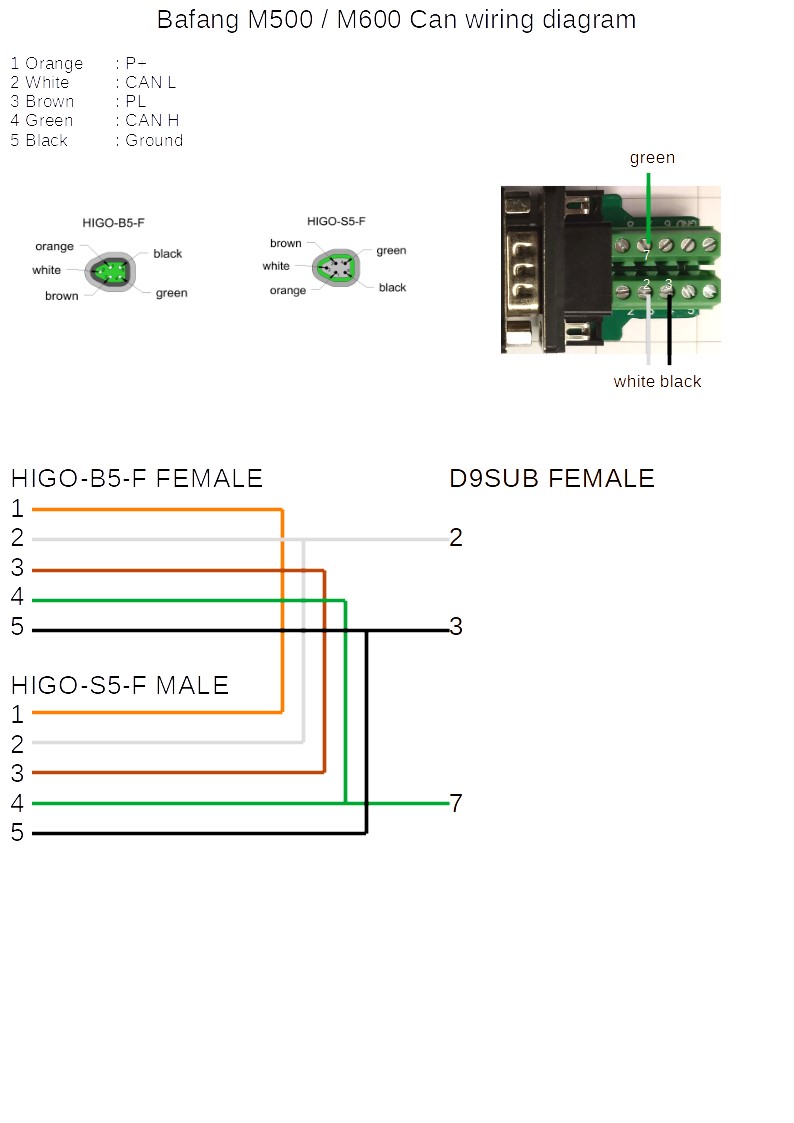 Bafang M500 / M600 Can wiring diagram
1 Orange : P+
2 White : CAN L
3 Brown : PL
4 Green : CAN H
5 Black : Ground
green
HIGO-B5-F
orange
black
white
brown
green
HIGO-S5-F
brown
green
white
orange
black
7
2 3
2 5
white black
HIGO-B5-F FEMALE D9SUB FEMALE
1
2 2
3
4
5 3
HIGO-S5-F MALE
1
2
3
4 7
5